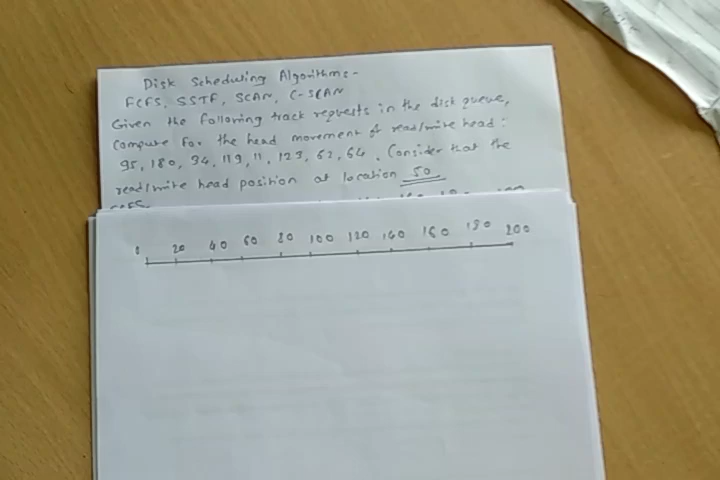 Disk Scheduling Algorithms-
FCFS, SSTF, SCAN, C-SCAN
Given the following track requests in the disk queue,
compute for the head movement of read/write head:
95, 180, 34, 119, 11, 123, 62, 64. Consider that the
read/write head position at location 50
FCFS
0 20 40 60 80 100 120 140 160 180 200